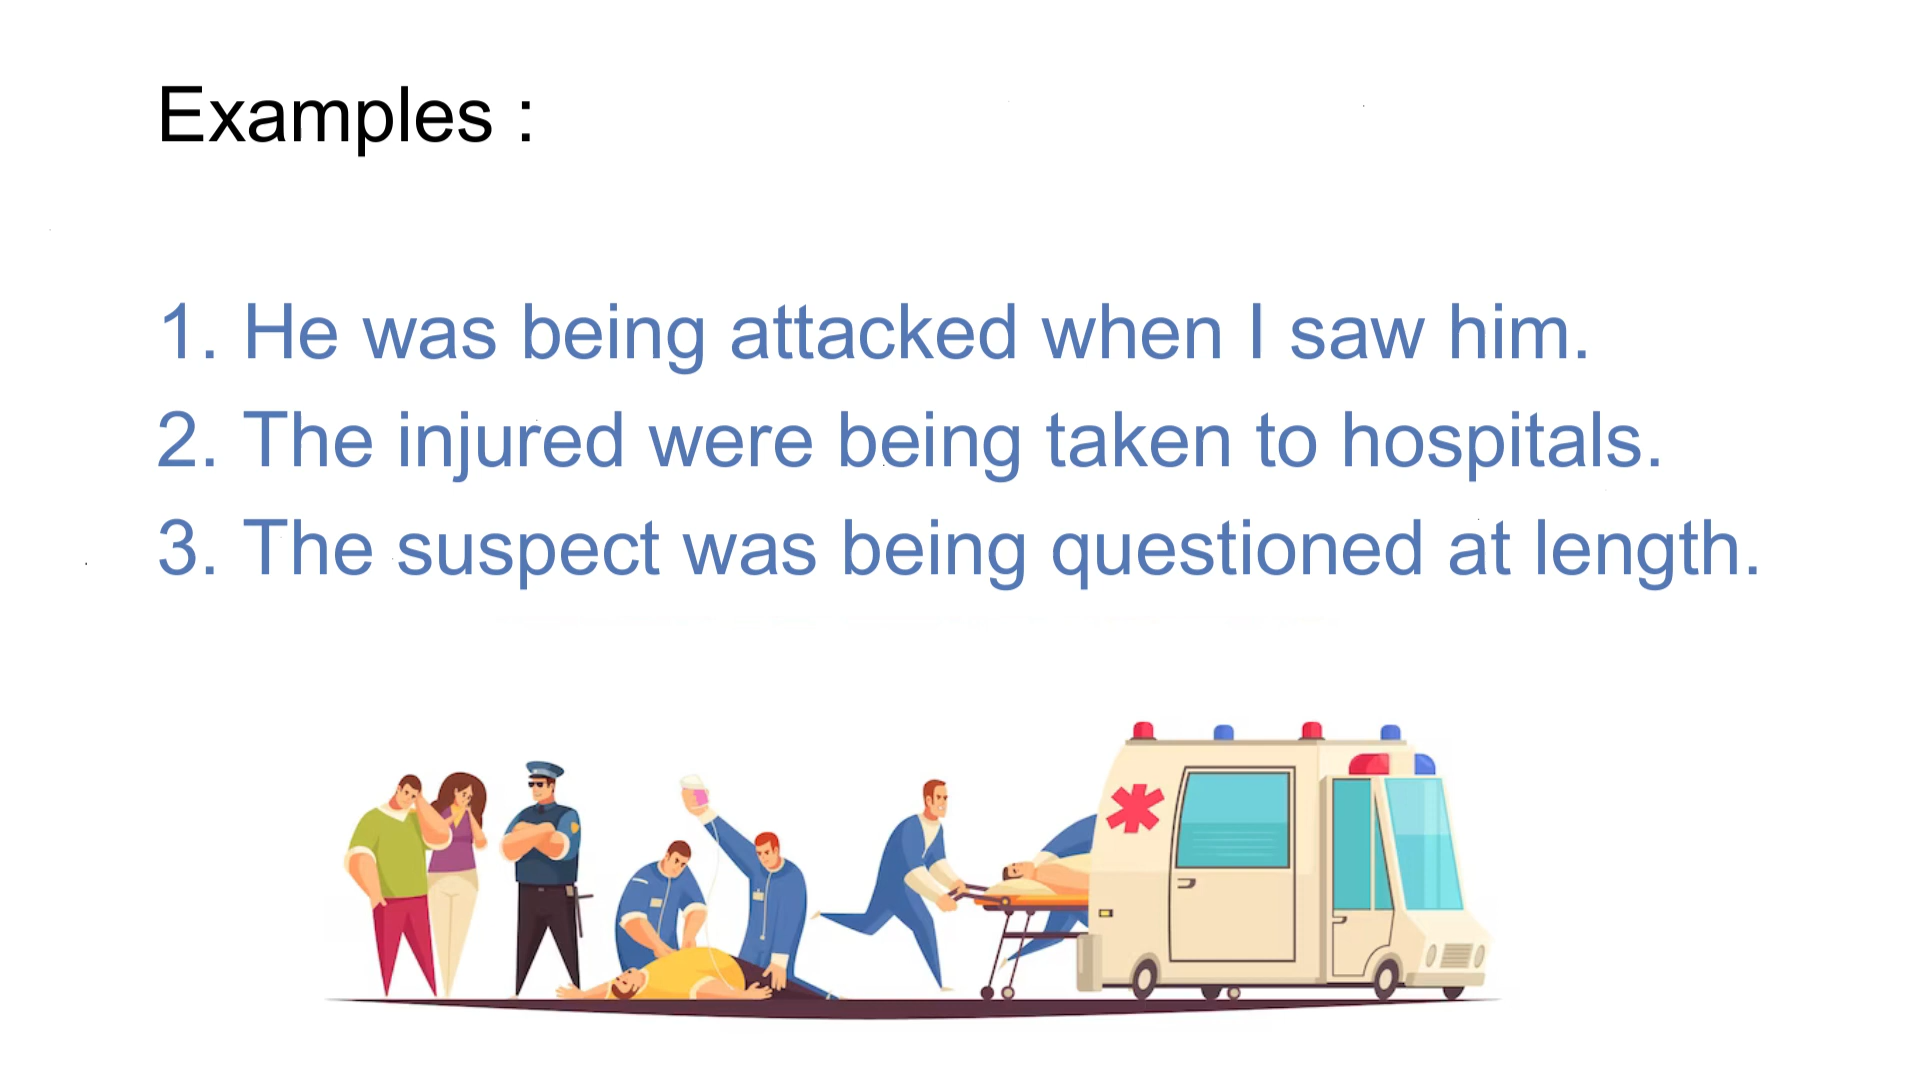 Examples :
1. He was being attacked when I saw him.
2. The injured were being taken to hospitals.
3. The suspect was being questioned at length.